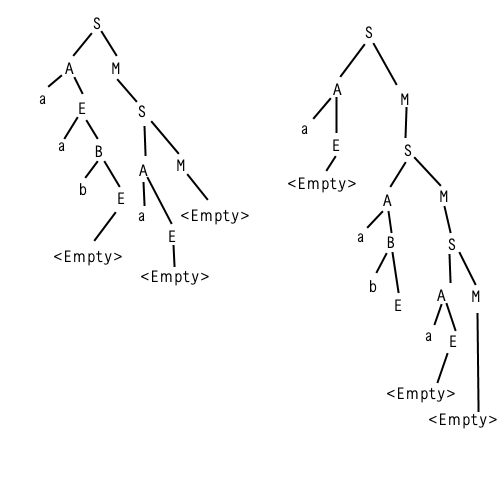 S
A M
a E S
a B A M
b E a <Empty>
<Empty> E
<Empty>
S
A M
a E S
<Empty> A M
a B S
b E A M
a E
<Empty>
<Empty>